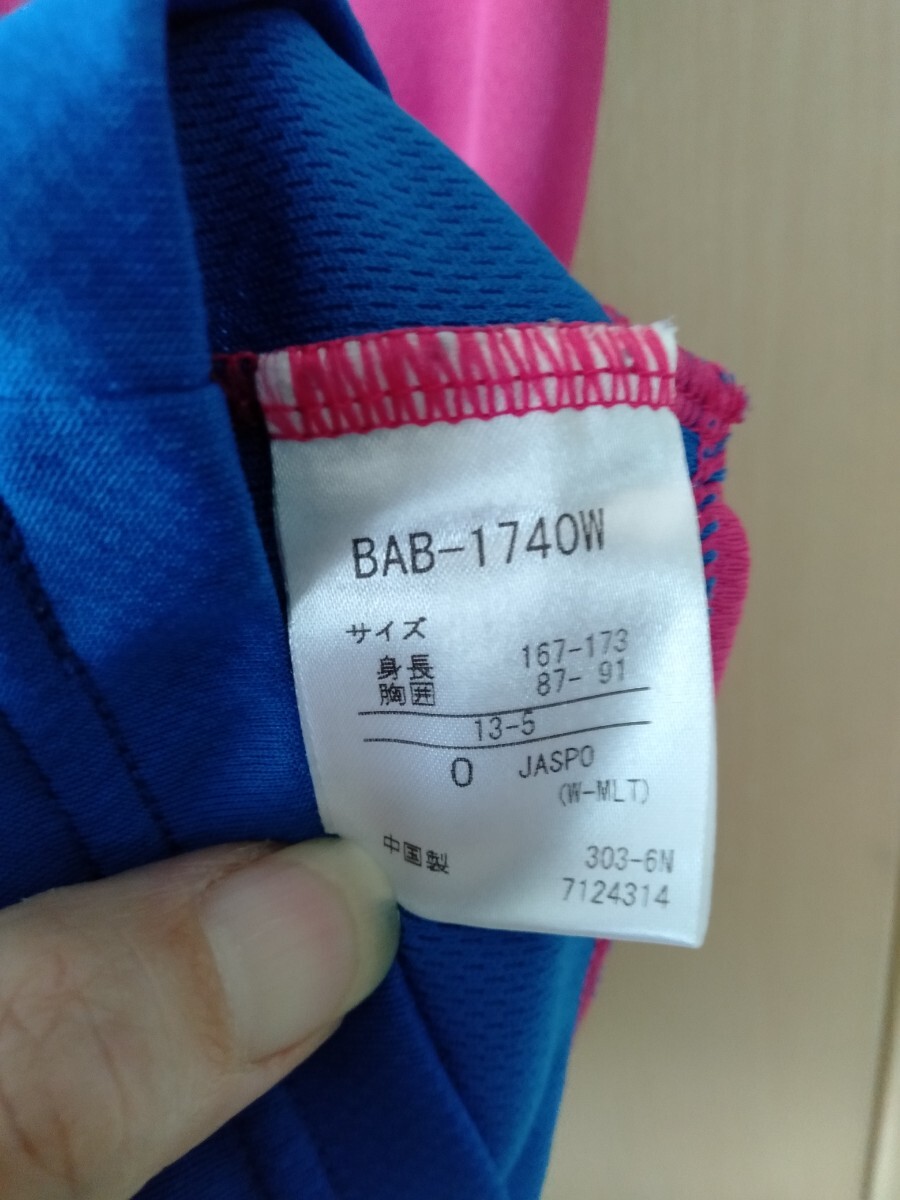 BAB-1740W
サイズ
身長 167-173
胸囲 87- 91
13-5
O JASPO
(W-MLT)
中国製 303-6N
7124314